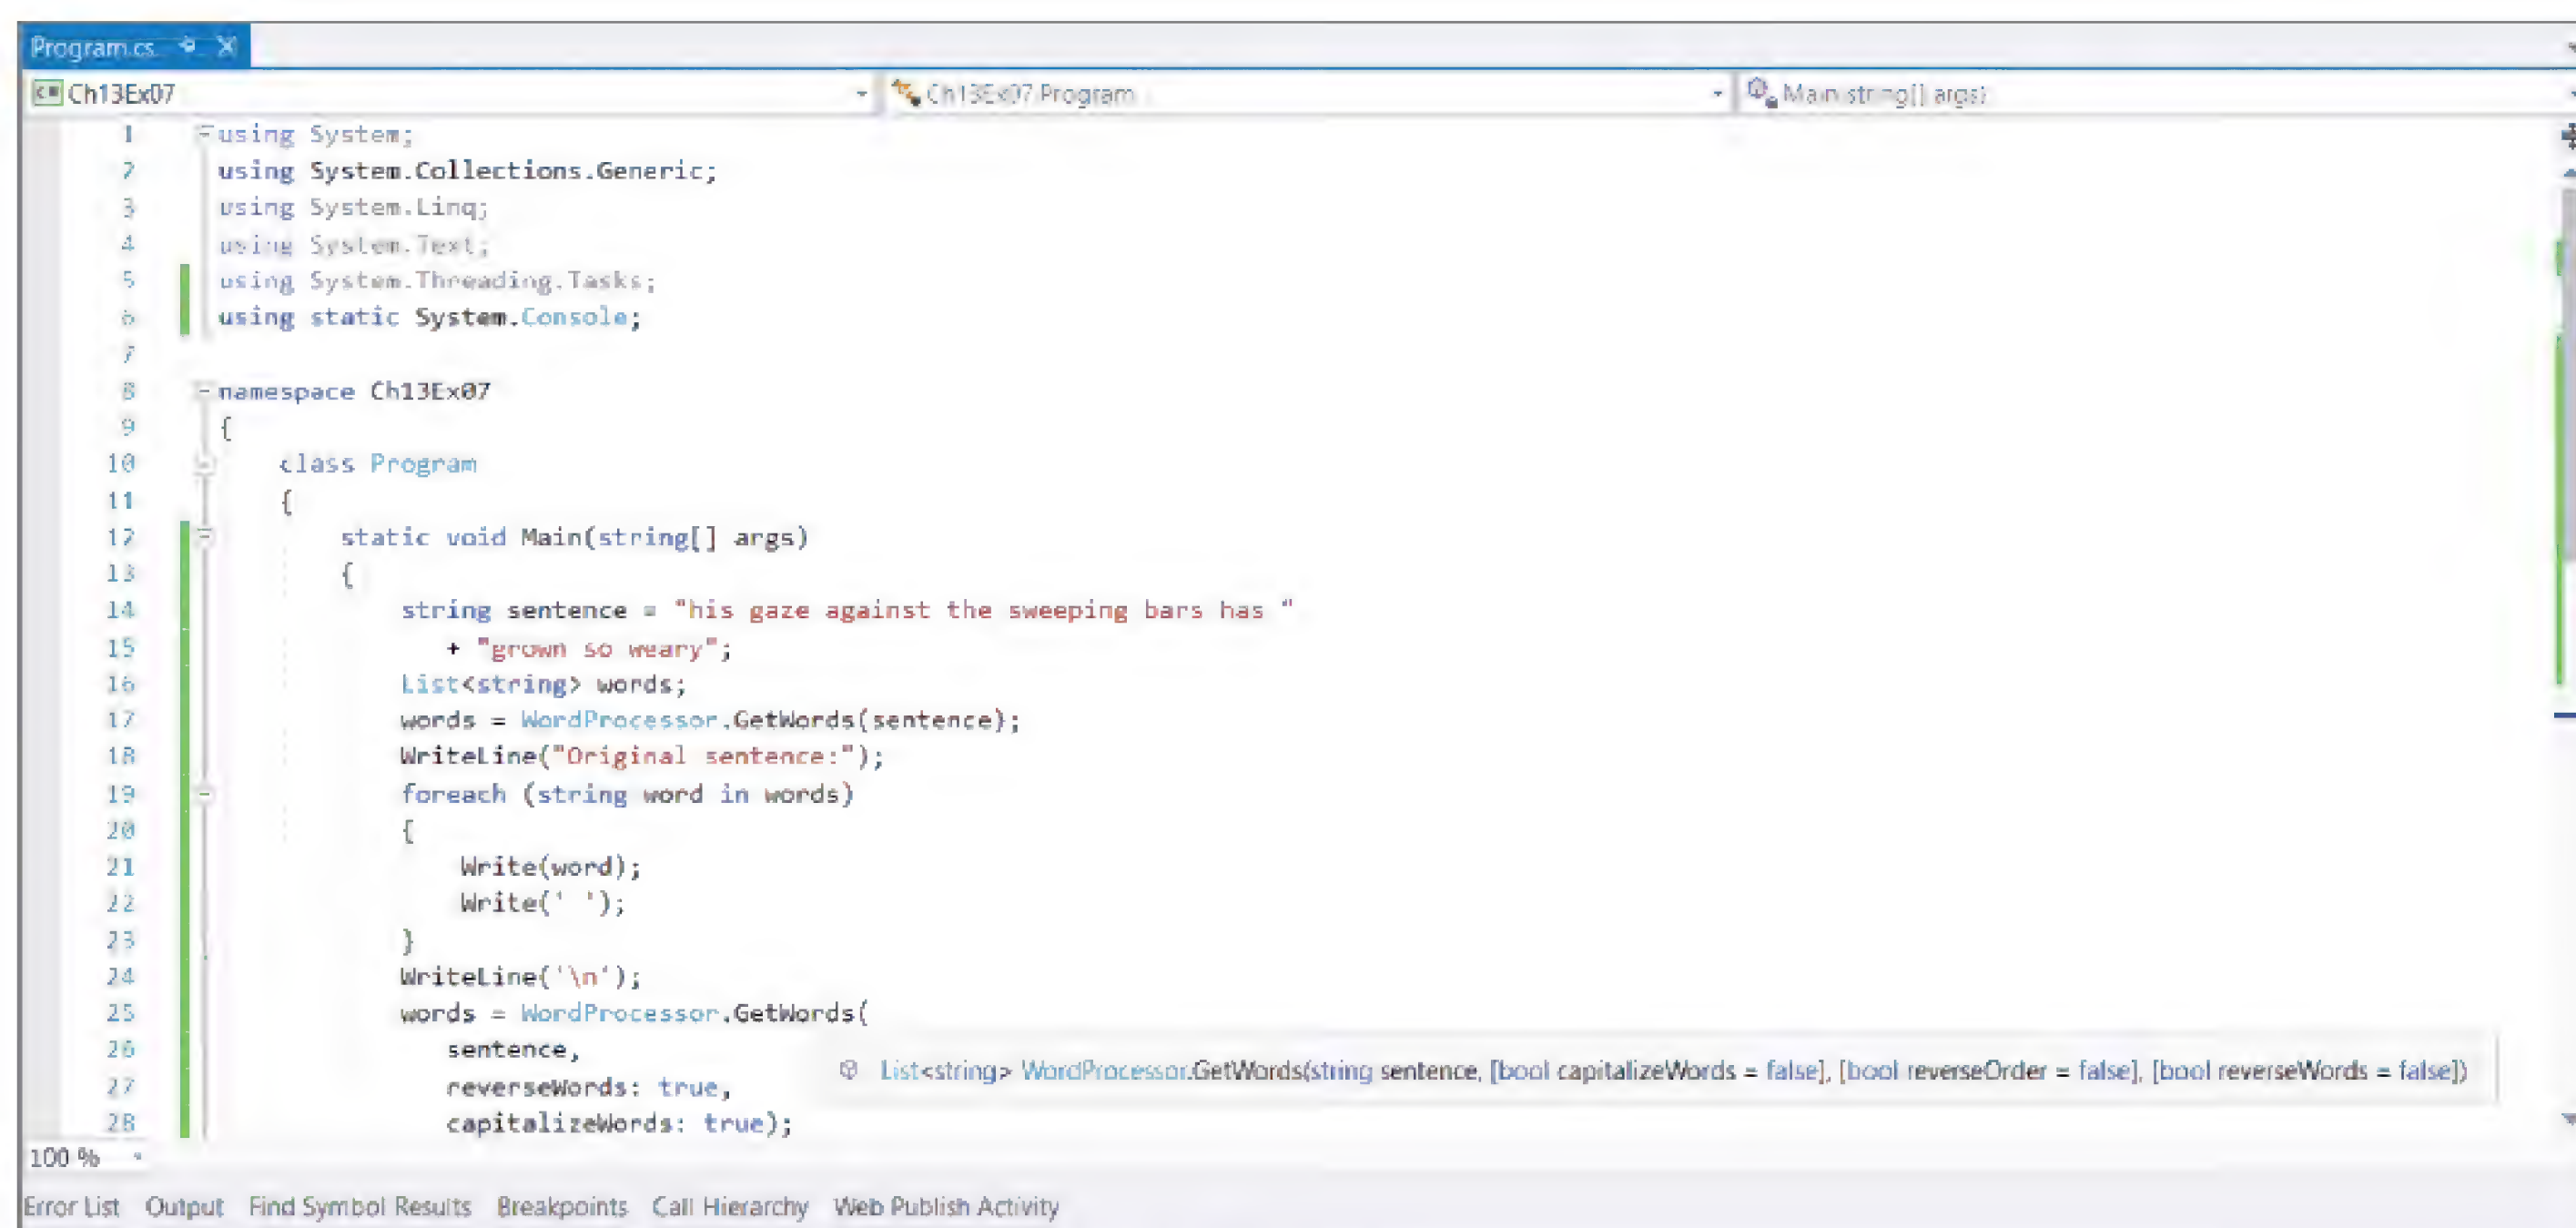 Program.cs
Ch13Ex07 Ch13Ex07.Program Main(string[] args)
1 using System;
2 using System.Collections.Generic;
3 using System.Linq;
4 using System.Text;
5 using System.Threading.Tasks;
6 using static System.Console;
7
8 namespace Ch13Ex07
9 {
10 class Program
11 {
12 static void Main(string[] args)
13 {
14 string sentence = "his gaze against the sweeping bars has "
15 + "grown so weary";
16 List<string> words;
17 words = WordProcessor.GetWords(sentence);
18 WriteLine("Original sentence:");
19 foreach (string word in words)
20 {
21 Write(word);
22 Write(' ');
23 }
24 WriteLine('\n');
25 words = WordProcessor.GetWords(
26 sentence,
List<string> WordProcessor.GetWords(string sentence, [bool capitalizeWords = false], [bool reverseOrder = false], [bool reverseWords = false])
27 reverseWords: true,
28 capitalizeWords: true);
100 %
Error List Output Find Symbol Results Breakpoints Call Hierarchy Web Publish Activity